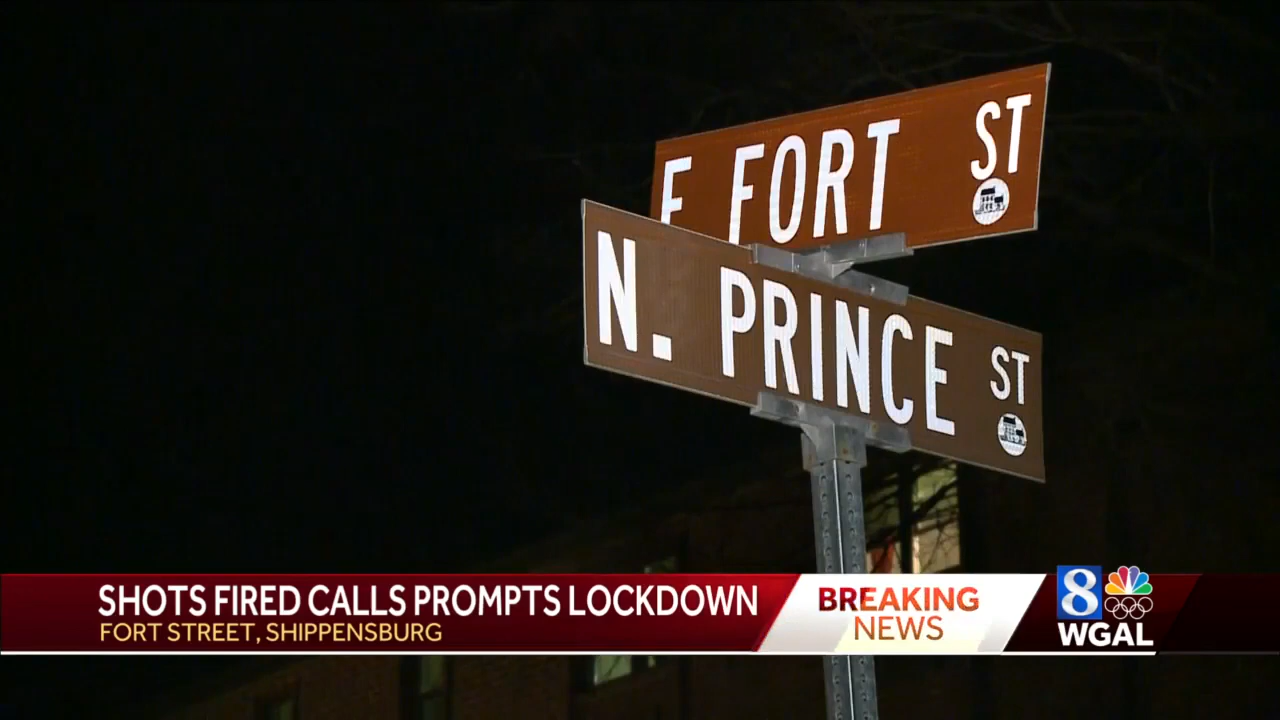 E FORT ST
N. PRINCE ST
SHOTS FIRED CALLS PROMPTS LOCKDOWN
FORT STREET, SHIPPENSBURG
BREAKING
NEWS
8
WGAL